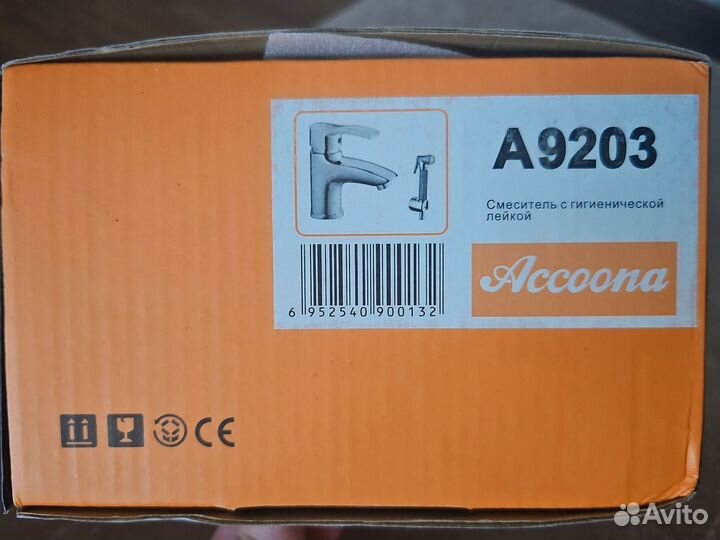 A9203
Смеситель с гигиенической
лейкой
Accoona
6 952540 900132
CE
Avito